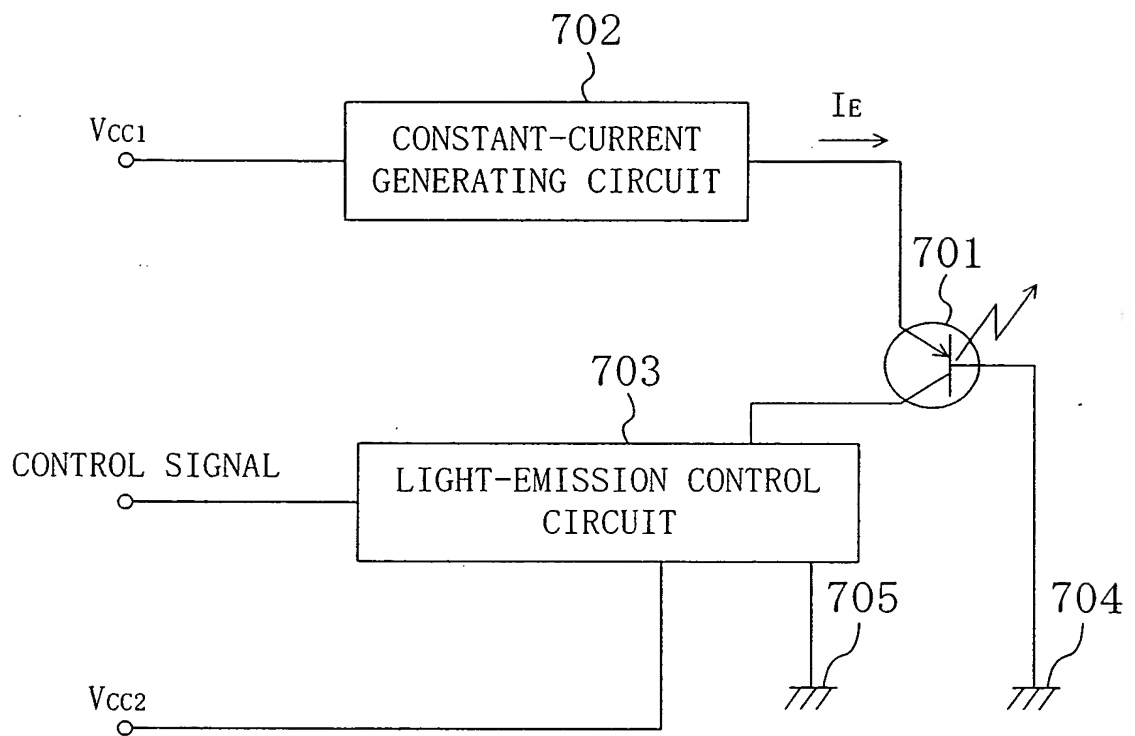 702
VCC1
CONSTANT-CURRENT
GENERATING CIRCUIT
IE
701
703
CONTROL SIGNAL
LIGHT-EMISSION CONTROL
CIRCUIT
705
704
VCC2